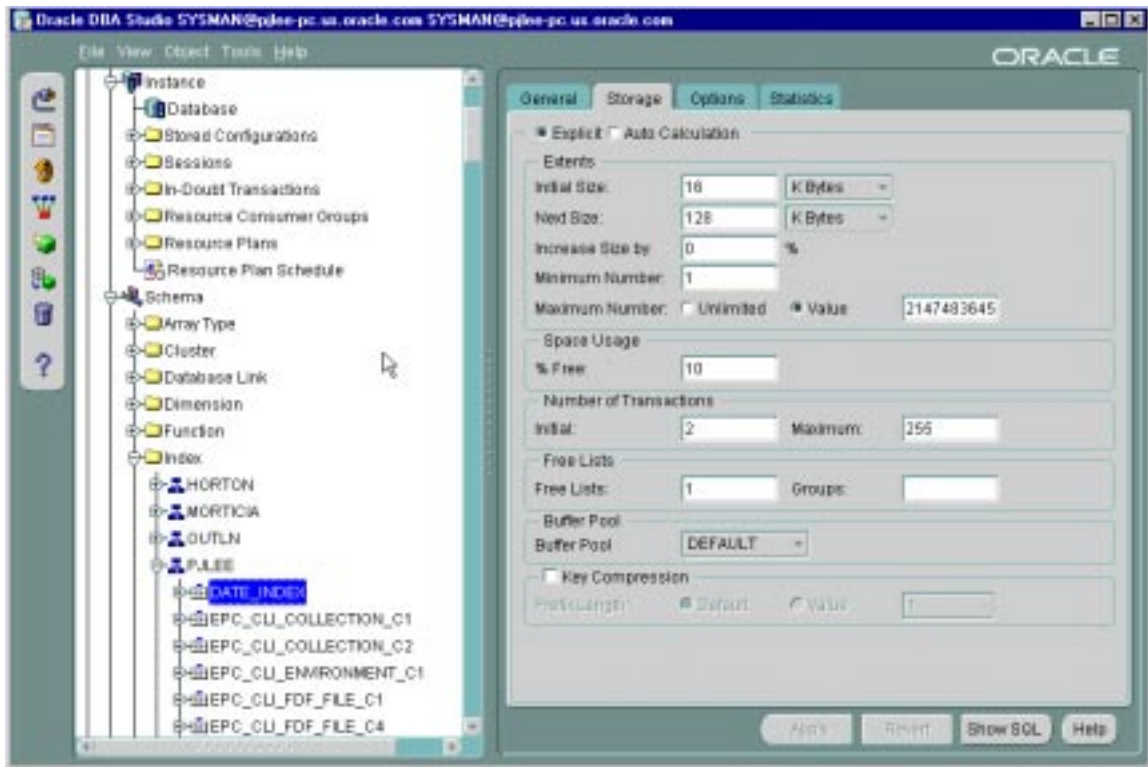 Oracle DBA Studio SYSMAN@pjlee-pc.us.oracle.com SYSMAN@pjlee-pc.us.oracle.com
File View Object Tools Help
ORACLE
Instance
Database
Stored Configurations
Sessions
In-Doubt Transactions
Resource Consumer Groups
Resource Plans
Resource Plan Schedule
Schema
Array Type
Cluster
Database Link
Dimension
Function
Index
HORTON
MORTICIA
OUTLN
PJLEE
DATE_INDEX
EPC_CLI_COLLECTION_C1
EPC_CLI_COLLECTION_C2
EPC_CLI_ENVIRONMENT_C1
EPC_CLI_FDF_FILE_C1
EPC_CLI_FDF_FILE_C4
General Storage Options Statistics
Explicit Auto Calculation
Extents
Initial Size: 16 K Bytes
Next Size: 128 K Bytes
Increase Size by 0 %
Minimum Number: 1
Maximum Number: Unlimited Value 2147483645
Space Usage
% Free 10
Number of Transactions
Initial: 2 Maximum: 255
Free Lists
Free Lists: 1 Groups:
Buffer Pool
Buffer Pool DEFAULT
Key Compression
Prefix Length: Default Value 1
Apply Revert Show SQL Help
?